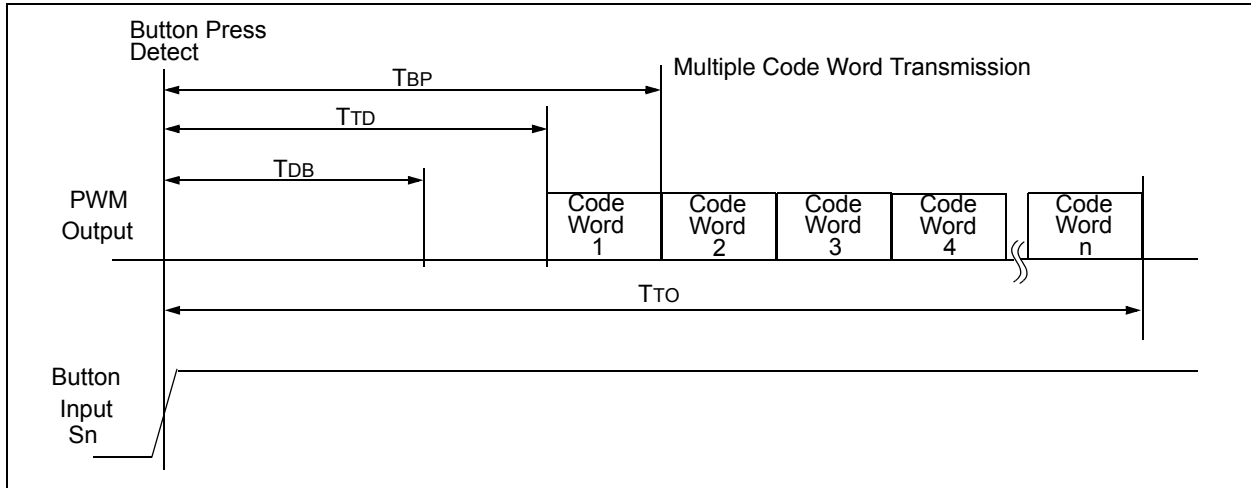 Button Press
Detect
Multiple Code Word Transmission
TBP
TTD
TDB
PWM
Output
Code
Word
1
Code
Word
2
Code
Word
3
Code
Word
4
Code
Word
n
TTO
Button
Input
Sn